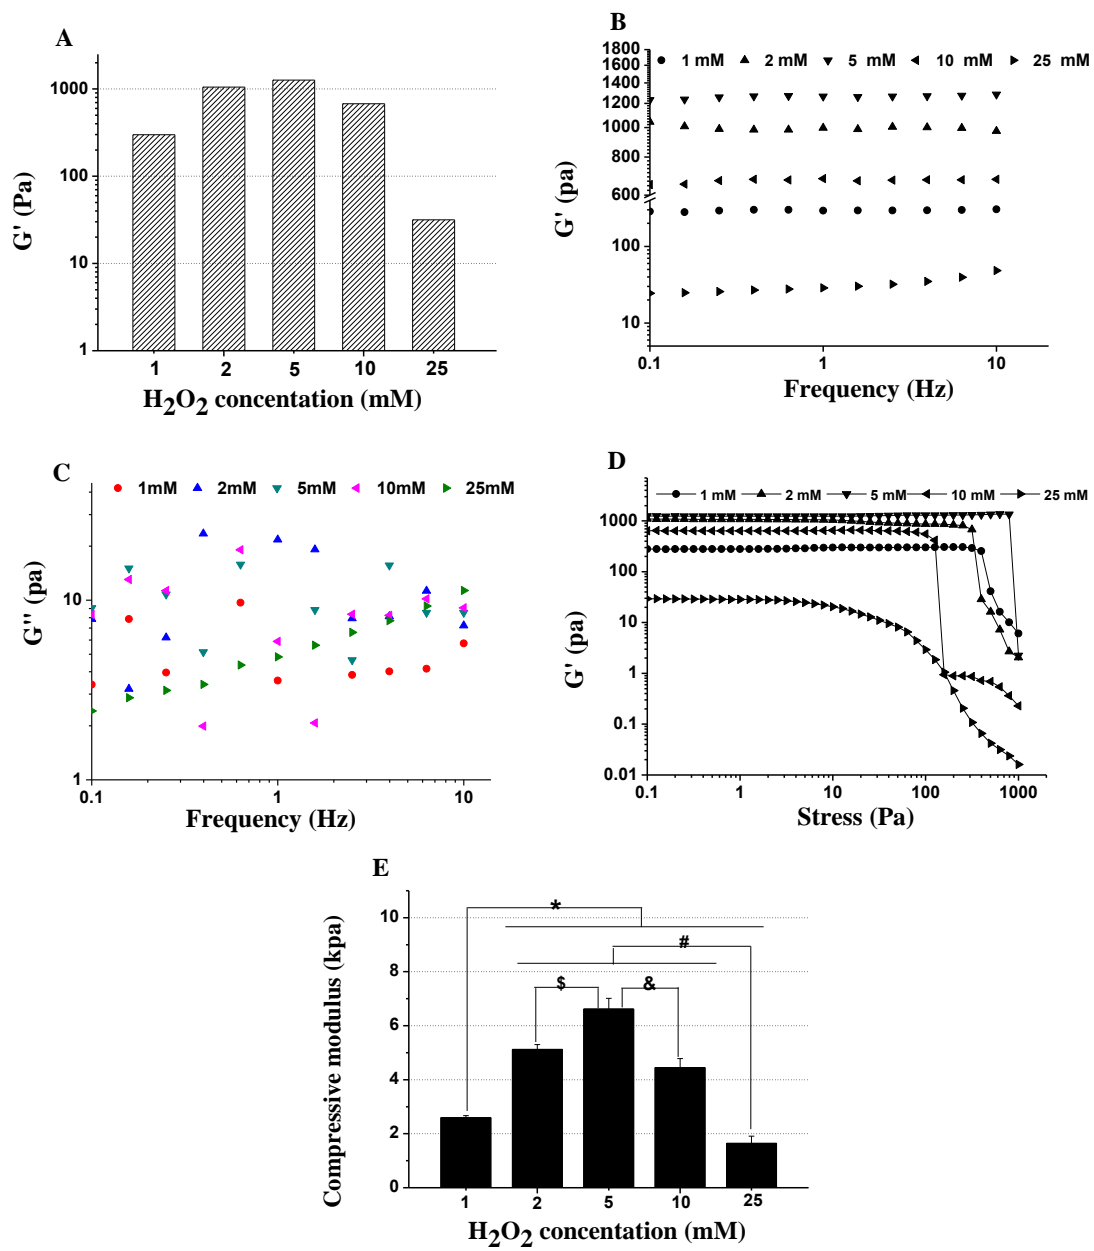 A
1000
100
10
1
G' (Pa)
1 2 5 10 25
H2O2 concentation (mM)
B
1 mM 2 mM 5 mM 10 mM 25 mM
1800
1600
1400
1200
1000
800
600
100
10
G' (pa)
0.1 1 10
Frequency (Hz)
C
1mM 2mM 5mM 10mM 25mM
10
1
G'' (pa)
0.1 1 10
Frequency (Hz)
D
1 mM 2 mM 5 mM 10 mM 25 mM
1000
100
10
1
0.1
0.01
G' (pa)
0.1 1 10 100 1000
Stress (Pa)
E
*
#
$ &
10
8
6
4
2
0
Compressive modulus (kpa)
1 2 5 10 25
H2O2 concentation (mM)